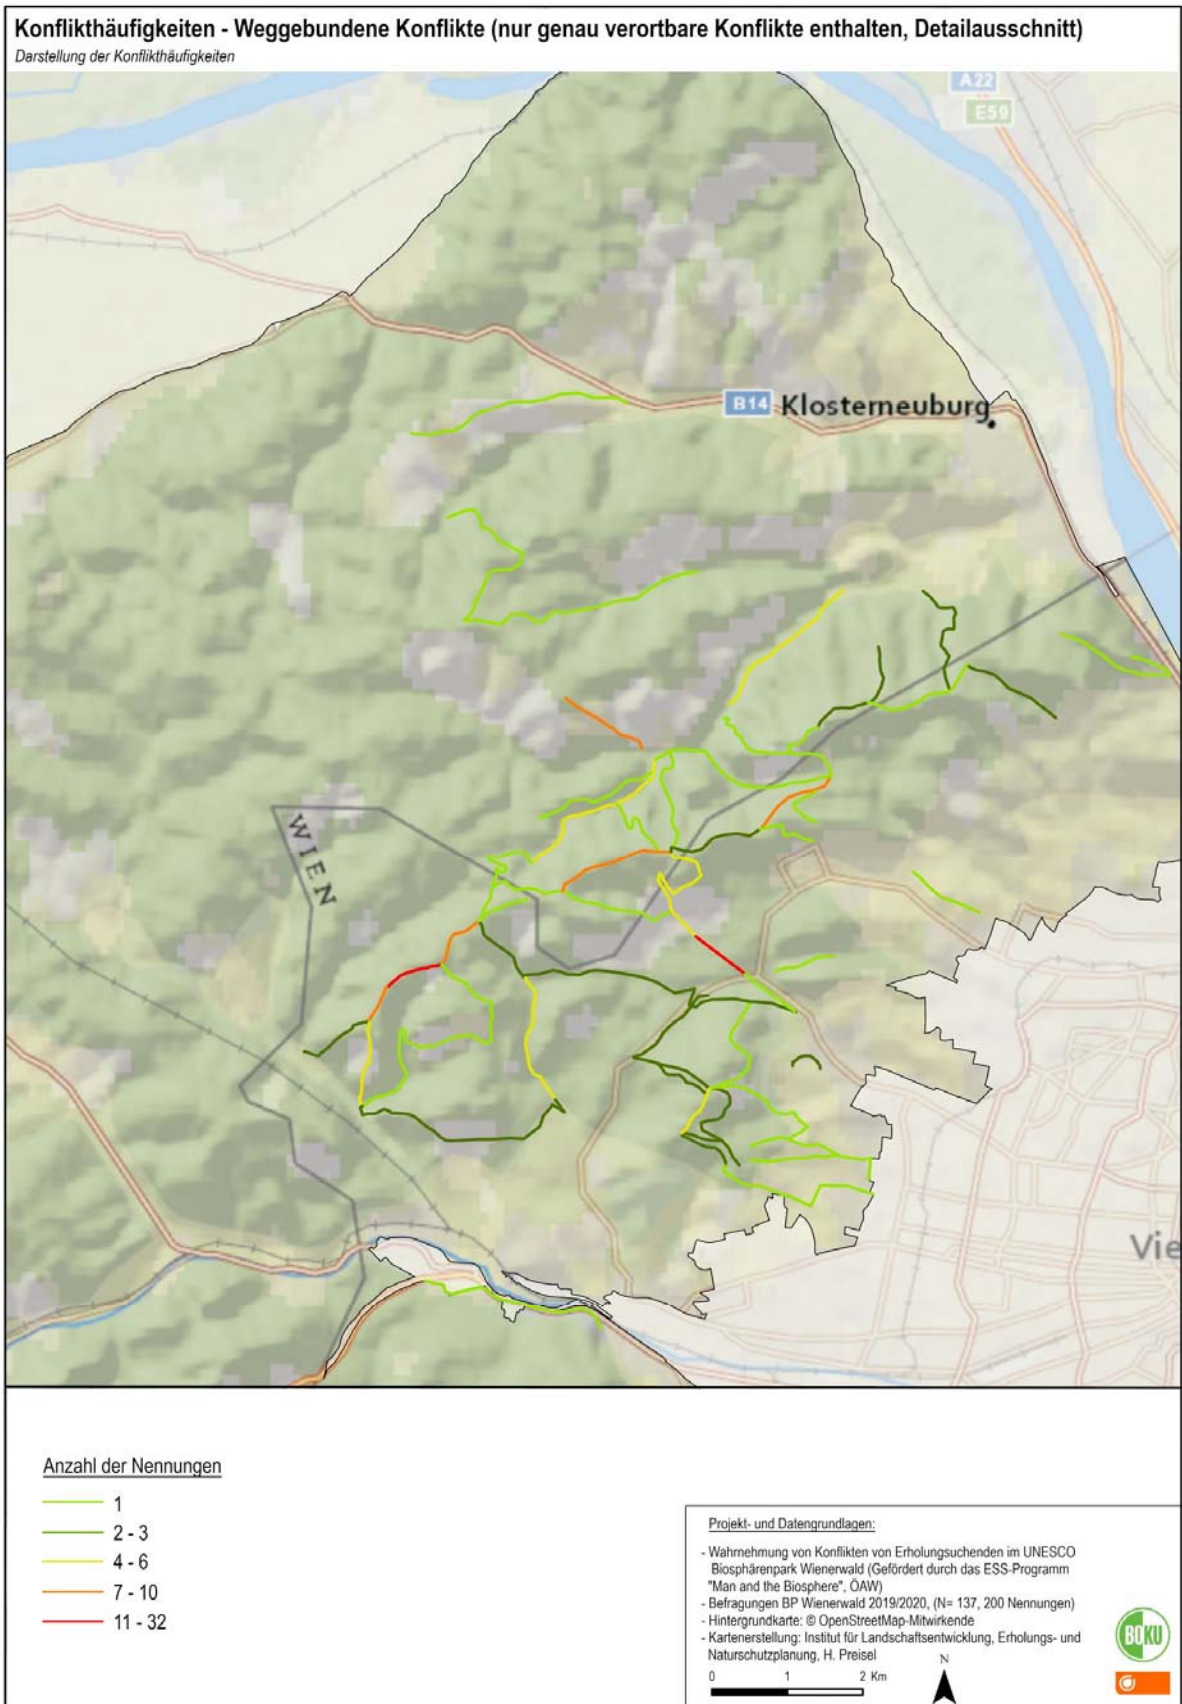 Konflikthäufigkeiten - Weggebundene Konflikte (nur genau verortbare Konflikte enthalten, Detailausschnitt)
Darstellung der Konflikthäufigkeiten
A22
E59
B14 Klosterneuburg
WIEN
Vie
Anzahl der Nennungen
1
2 - 3
4 - 6
7 - 10
11 - 32
Projekt- und Datengrundlagen:
- Wahrnehmung von Konflikten von Erholungsuchenden im UNESCO
Biosphärenpark Wienerwald (Gefördert durch das ESS-Programm
"Man and the Biosphere", ÖAW)
- Befragungen BP Wienerwald 2019/2020, (N= 137, 200 Nennungen)
- Hintergrundkarte: © OpenStreetMap-Mitwirkende
- Kartenerstellung: Institut für Landschaftsentwicklung, Erholungs- und
Naturschutzplanung, H. Preisel
N
0 1 2 Km
BOKU